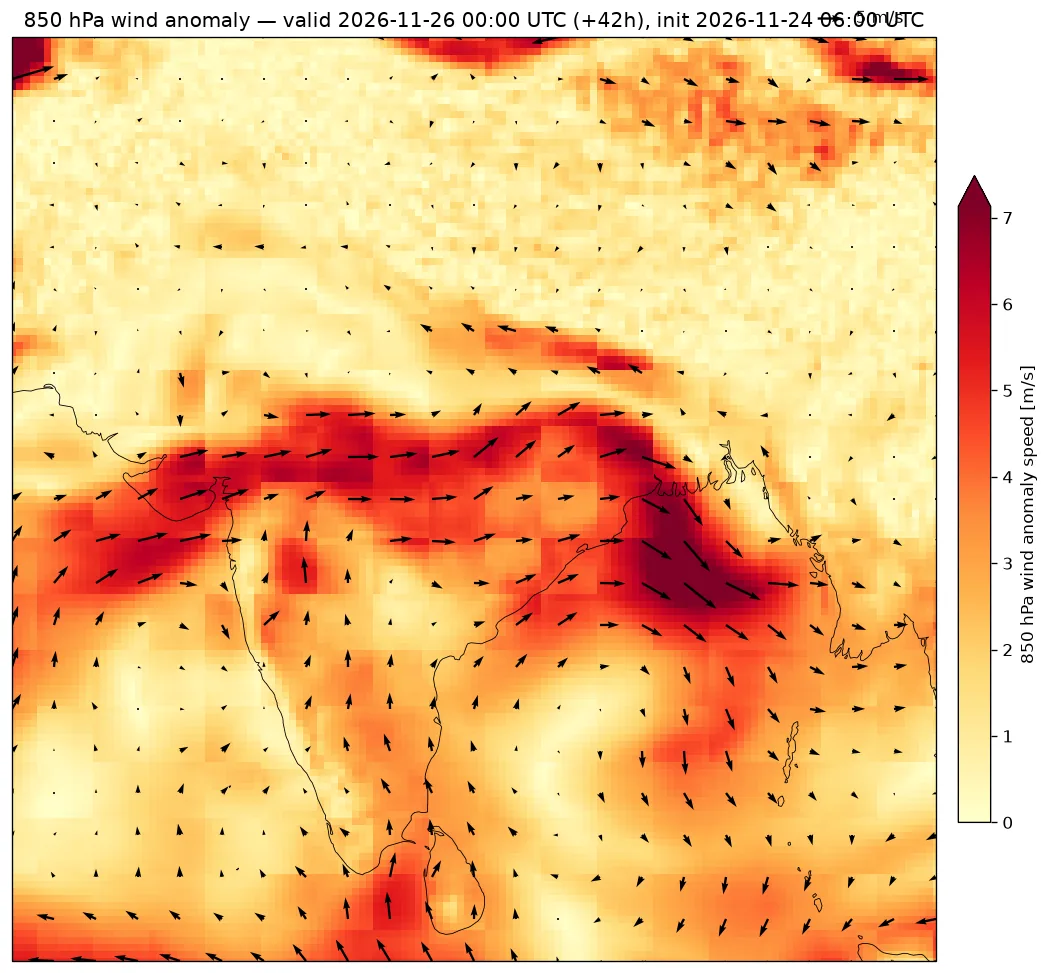 850 hPa wind anomaly — valid 2026-11-26 00:00 UTC (+42h), init 2026-11-24 06:00 UTC
5 m/s
7
6
5
4
3
2
1
0
850 hPa wind anomaly speed [m/s]